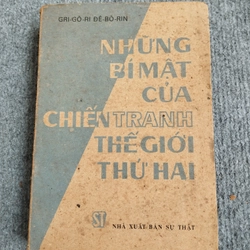 GRI-GÔ-RI ĐÊ-BÔ-RIN
NHỮNG
BÍ MẬT
CỦA
CHIẾN TRANH
THẾ GIỚI
THỨ HAI
ST
NHÀ XUẤT BẢN SỰ THẬT